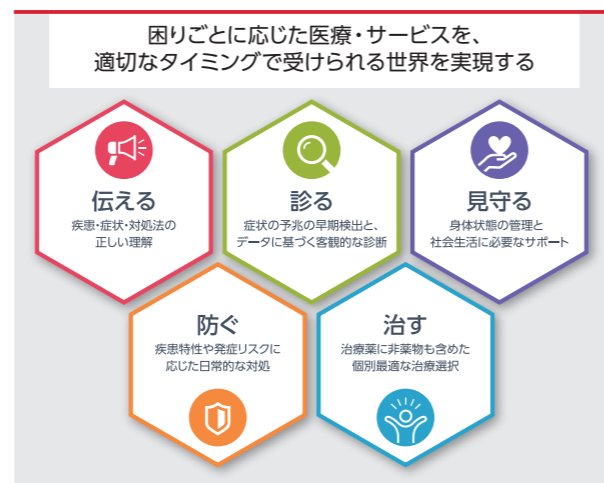 困りごとに応じた医療・サービスを、
適切なタイミングで受けられる世界を実現する
伝える
疾患・症状・対処法の
正しい理解
診る
症状の予兆の早期検出と、
データに基づく客観的な診断
見守る
身体状態の管理と
社会生活に必要なサポート
防ぐ
疾患特性や発症リスクに
応じた日常的な対処
治す
治療薬に非薬物も含めた
個別最適な治療選択